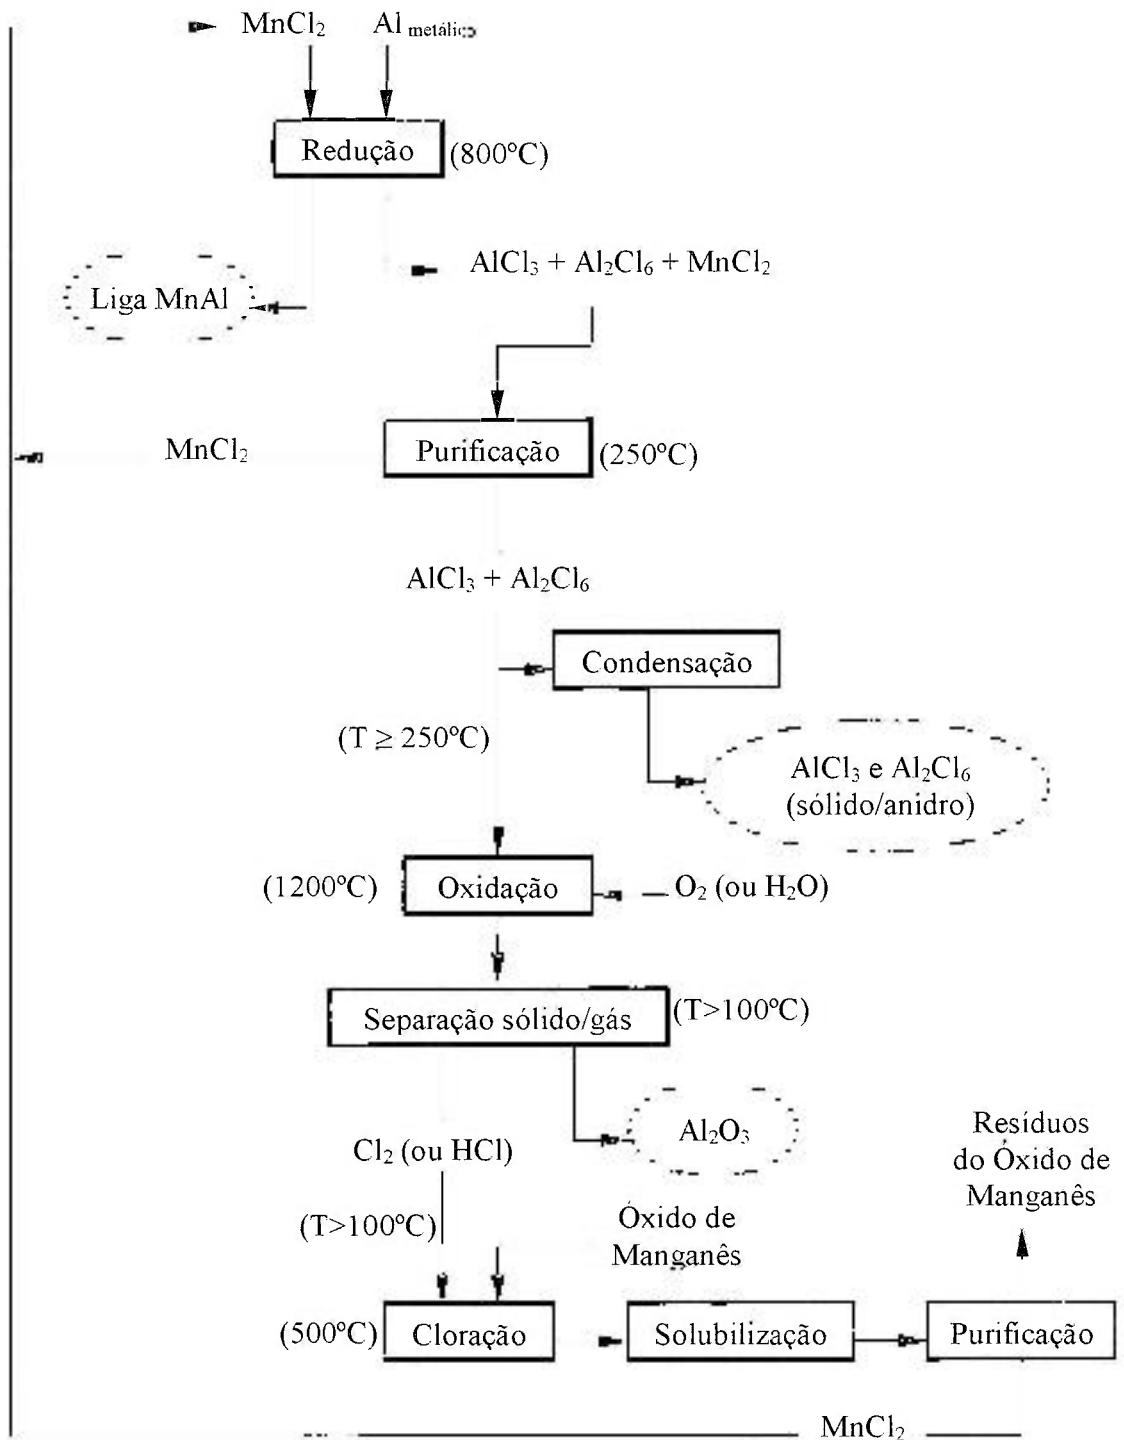 MnCl₂ Al metálico
Redução (800ºC)
AlCl₃ + Al₂Cl₆ + MnCl₂
Liga MnAl
MnCl₂ Purificação (250ºC)
AlCl₃ + Al₂Cl₆
Condensação
(T ≥ 250ºC)
AlCl₃ e Al₂Cl₆
(sólido/anidro)
(1200ºC) Oxidação O₂ (ou H₂O)
Separação sólido/gás (T>100ºC)
Al₂O₃
Cl₂ (ou HCl)
(T>100ºC)
Óxido de
Manganês
Resíduos
do Óxido de
Manganês
(500ºC) Cloração Solubilização Purificação
MnCl₂